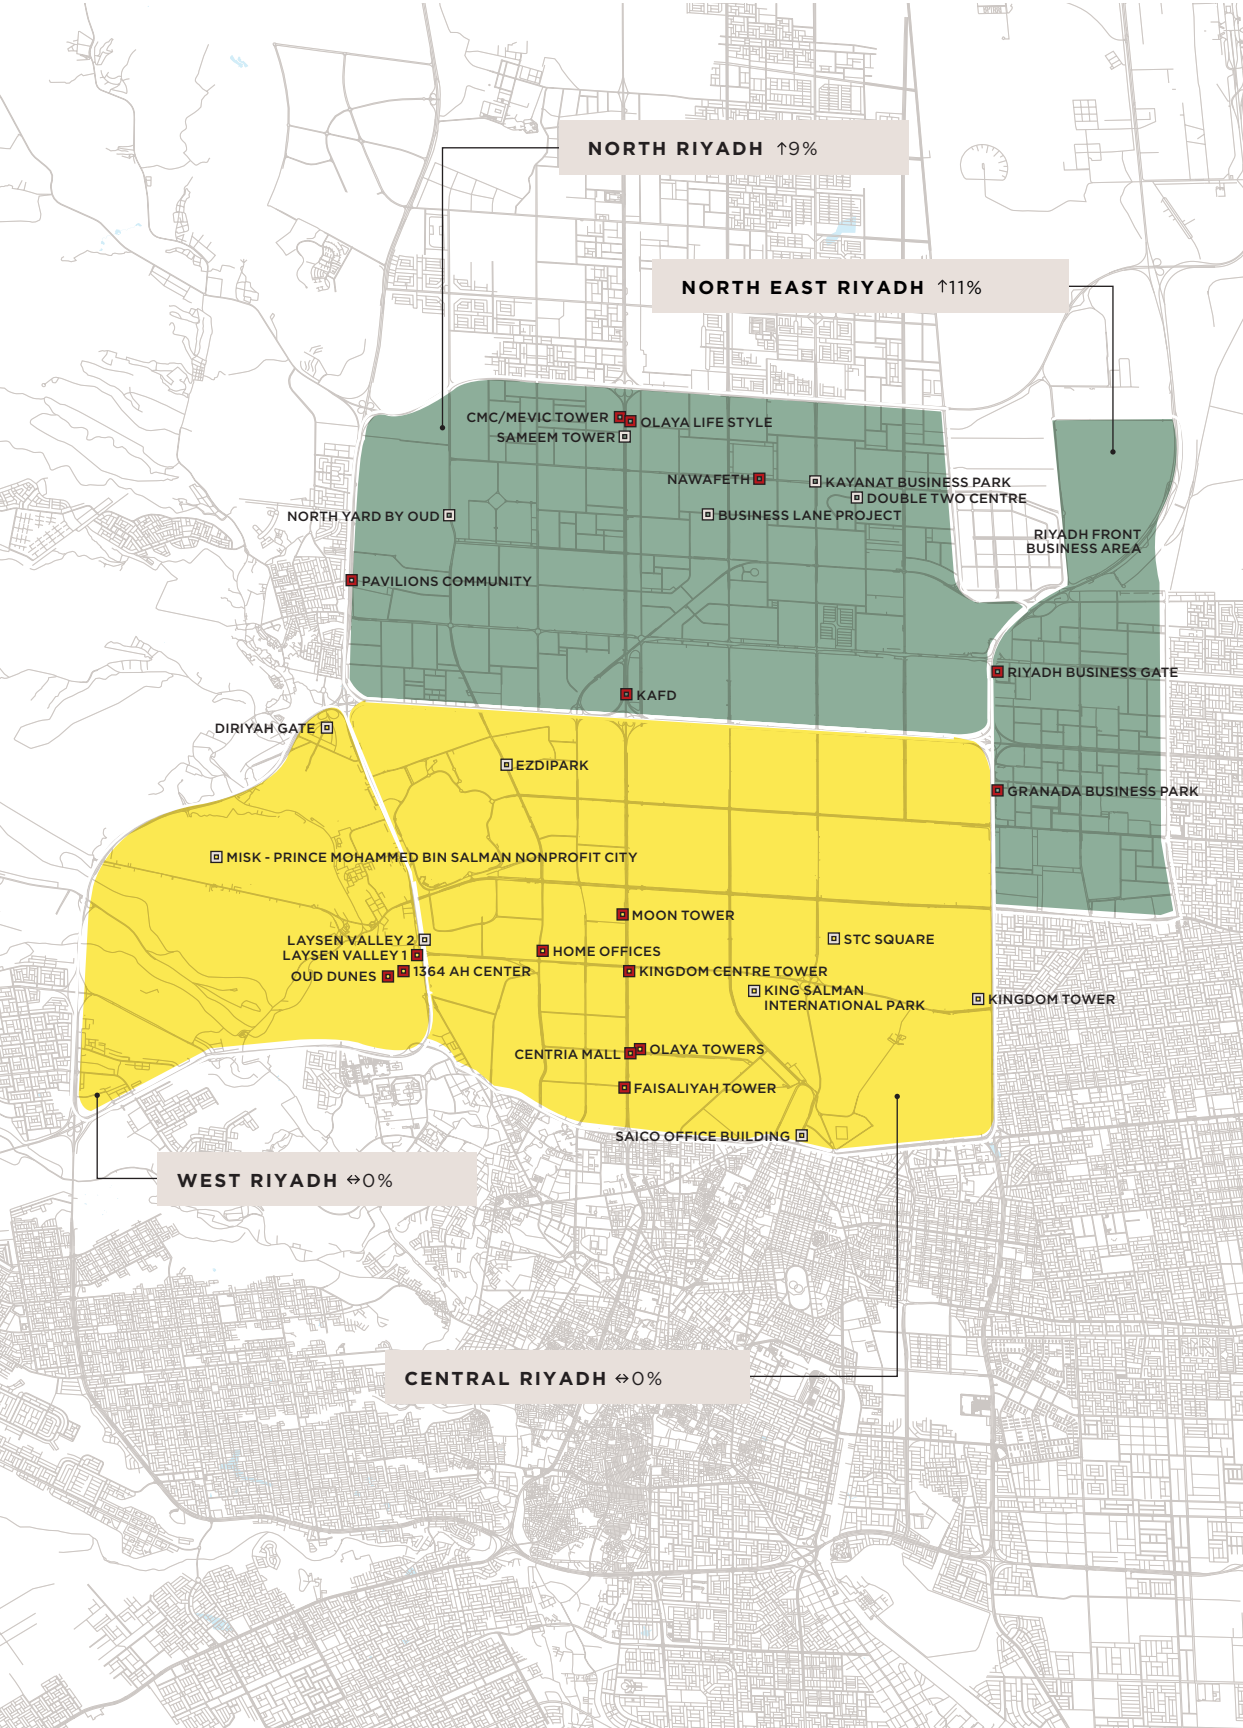 NORTH RIYADH ↑9%
NORTH EAST RIYADH ↑11%
CMC/MEVIC TOWER
OLAYA LIFE STYLE
SAMEEM TOWER
NAWAFETH
KAYANAT BUSINESS PARK
DOUBLE TWO CENTRE
NORTH YARD BY OUD
BUSINESS LANE PROJECT
RIYADH FRONT
BUSINESS AREA
PAVILIONS COMMUNITY
RIYADH BUSINESS GATE
KAFD
DIRIYAH GATE
EZDIPARK
GRANADA BUSINESS PARK
MISK - PRINCE MOHAMMED BIN SALMAN NONPROFIT CITY
MOON TOWER
LAYSEN VALLEY 2
STC SQUARE
LAYSEN VALLEY 1
HOME OFFICES
OUD DUNES
1364 AH CENTER
KINGDOM CENTRE TOWER
KING SALMAN
INTERNATIONAL PARK
KINGDOM TOWER
CENTRIA MALL
OLAYA TOWERS
FAISALIYAH TOWER
SAICO OFFICE BUILDING
WEST RIYADH ↔0%
CENTRAL RIYADH ↔0%